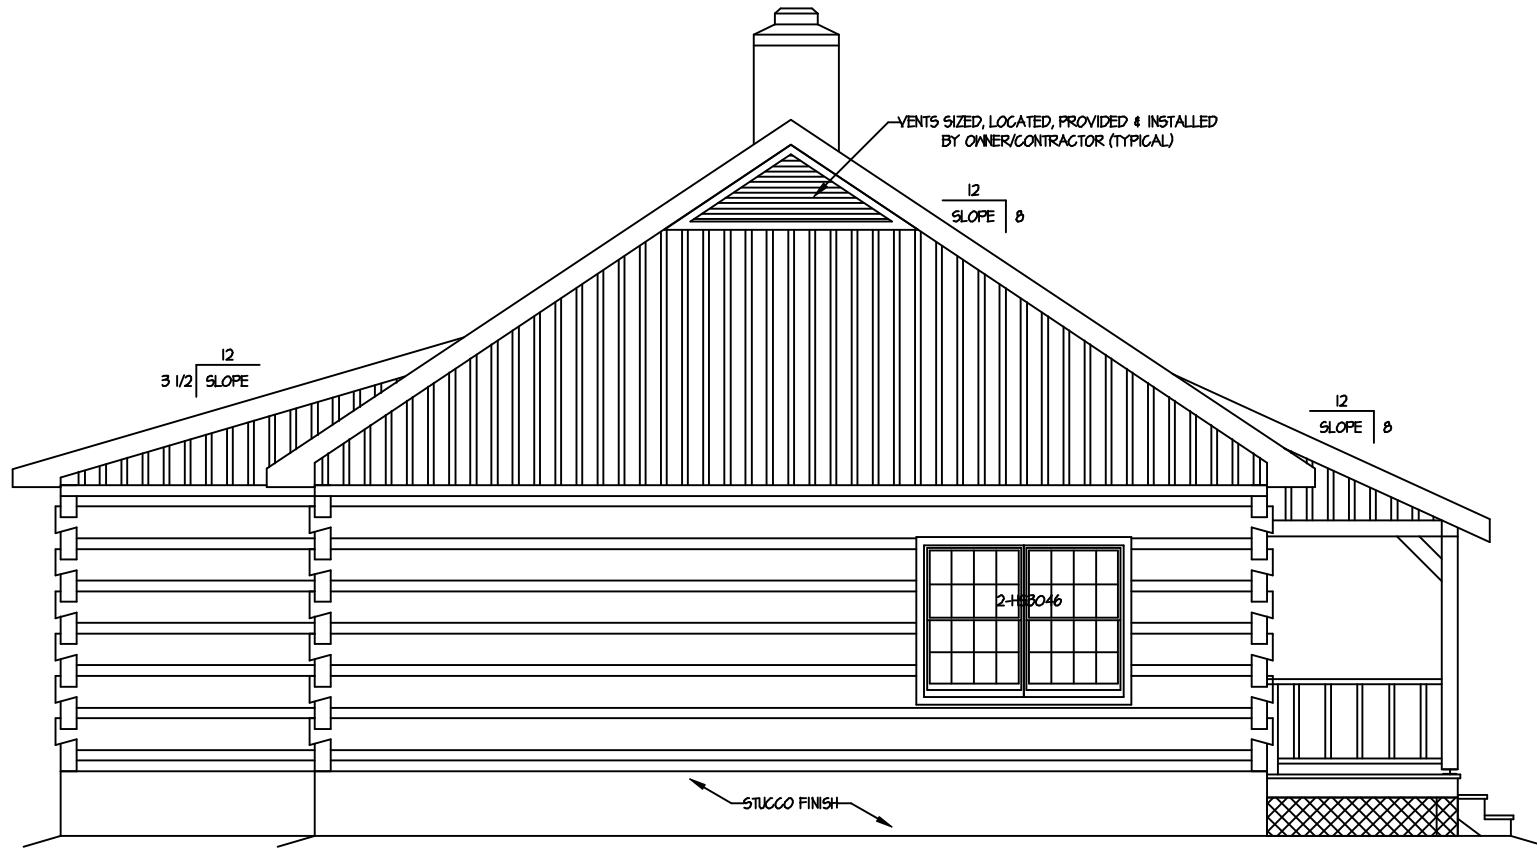 VENTS SIZED, LOCATED, PROVIDED & INSTALLED
BY OWNER/CONTRACTOR (TYPICAL)
12
SLOPE 8
12
3 1/2 SLOPE
12
SLOPE 8
2-HS3046
STUCCO FINISH